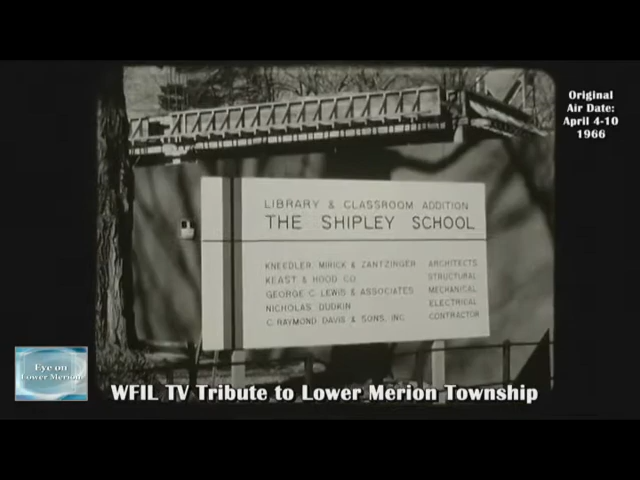 Original
Air Date:
April 4-10
1966
LIBRARY & CLASSROOM ADDITION
THE SHIPLEY SCHOOL
KNEEDLER, MIRICK & ZANTZINGER ARCHITECTS
KEAST & HOOD CO. STRUCTURAL
GEORGE C. LEWIS & ASSOCIATES MECHANICAL
NICHOLAS DUDKIN ELECTRICAL
C. RAYMOND DAVIS & SONS, INC. CONTRACTOR
Eye on
Lower Merion
WFIL TV Tribute to Lower Merion Township